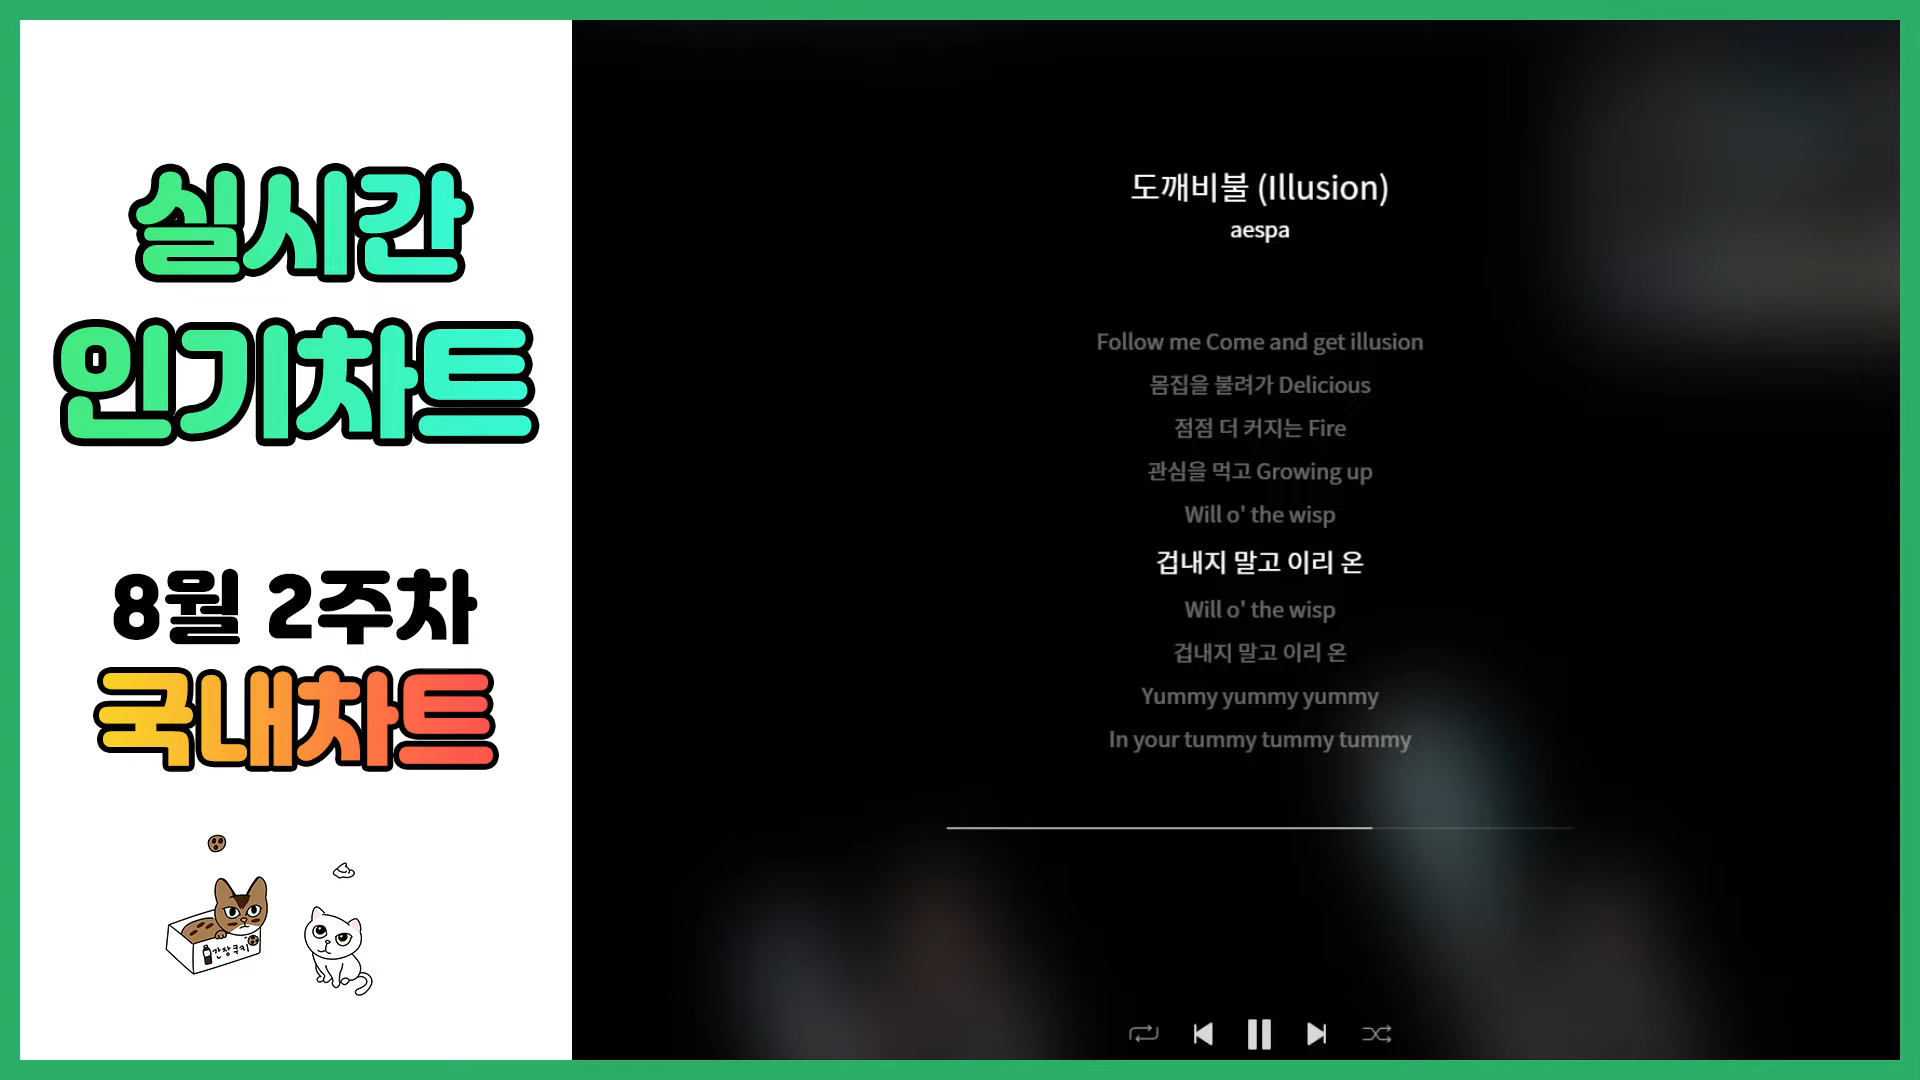 실시간
인기차트
8월 2주차
국내차트
간장쿡키
도깨비불 (Illusion)
aespa
Follow me Come and get illusion
몸집을 불려가 Delicious
점점 더 커지는 Fire
관심을 먹고 Growing up
Will o' the wisp
겁내지 말고 이리 온
Will o' the wisp
겁내지 말고 이리 온
Yummy yummy yummy
In your tummy tummy tummy